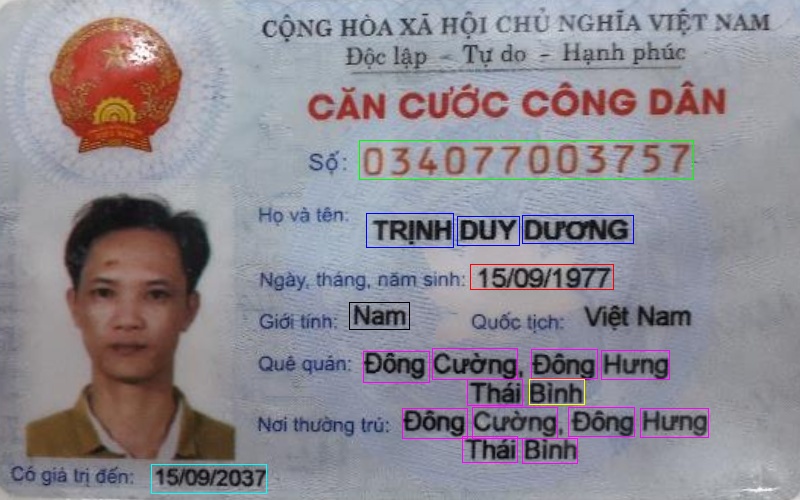 CỘNG HÒA XÃ HỘI CHỦ NGHĨA VIỆT NAM
Độc lập - Tự do - Hạnh phúc
CĂN CƯỚC CÔNG DÂN
Số: 034077003757
Họ và tên: TRỊNH DUY DƯƠNG
Ngày, tháng, năm sinh: 15/09/1977
Giới tính: Nam Quốc tịch: Việt Nam
Quê quán: Đông Cường, Đông Hưng
Thái Bình
Nơi thường trú: Đông Cường, Đông Hưng
Thái Bình
Có giá trị đến: 15/09/2037